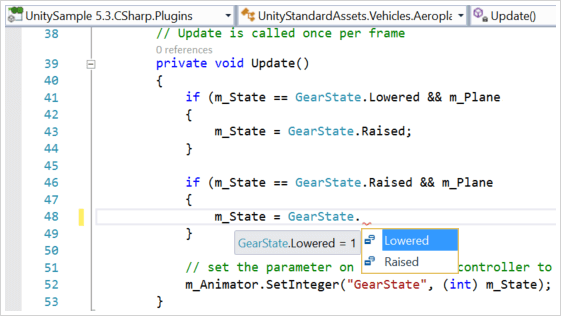 UnitySample 5.3.CSharp.Plugins UnityStandardAssets.Vehicles.Aeropla Update()
38 // Update is called once per frame
0 references
39 private void Update()
40 {
41 if (m_State == GearState.Lowered && m_Plane
42 {
43 m_State = GearState.Raised;
44 }
45
46 if (m_State == GearState.Raised && m_Plane
47 {
48 m_State = GearState.
49 }
GearState.Lowered = 1 Lowered
50
Raised
51 // set the parameter on controller to
52 m_Animator.SetInteger("GearState", (int) m_State);
53 }